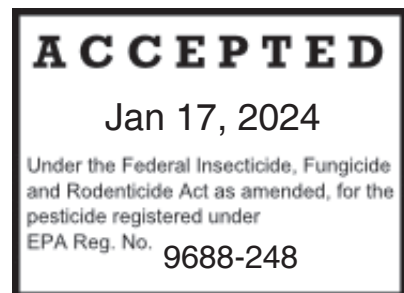 ACCEPTED
Jan 17, 2024
Under the Federal Insecticide, Fungicide
and Rodenticide Act as amended, for the
pesticide registered under
EPA Reg. No. 9688-248